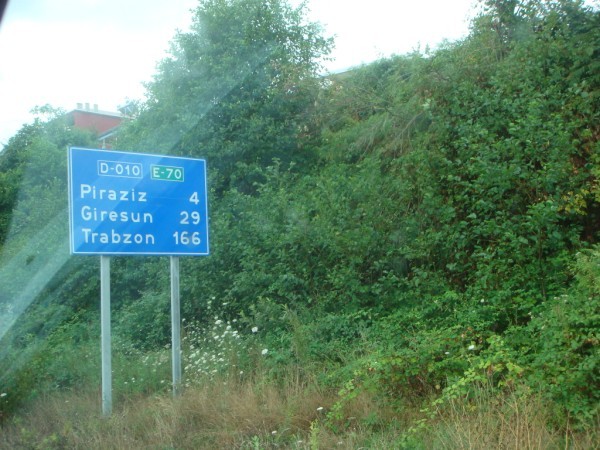 D-010 E-70
Piraziz 4
Giresun 29
Trabzon 166